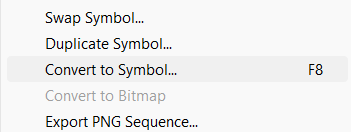 Swap Symbol...
Duplicate Symbol...
Convert to Symbol... F8
Convert to Bitmap
Export PNG Sequence...